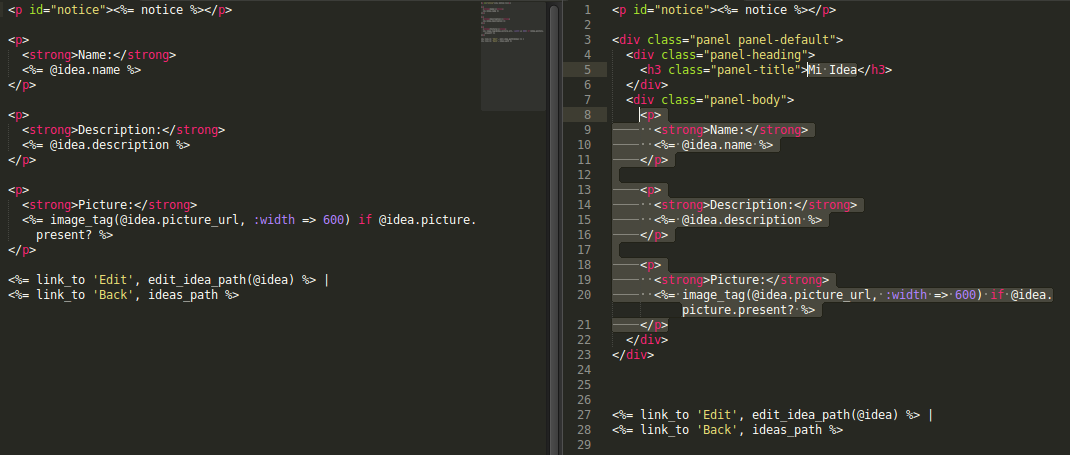 <p id="notice"><%= notice %></p>
<p>
<strong>Name:</strong>
<%= @idea.name %>
</p>
<p>
<strong>Description:</strong>
<%= @idea.description %>
</p>
<p>
<strong>Picture:</strong>
<%= image_tag(@idea.picture_url, :width => 600) if @idea.picture.
present? %>
</p>
<%= link_to 'Edit', edit_idea_path(@idea) %> |
<%= link_to 'Back', ideas_path %>
1 <p id="notice"><%= notice %></p>
2
3 <div class="panel panel-default">
4 <div class="panel-heading">
5 <h3 class="panel-title">Mi Idea</h3>
6 </div>
7 <div class="panel-body">
8 <p>
9 <strong>Name:</strong>
10 <%= @idea.name %>
11 </p>
12
13 <p>
14 <strong>Description:</strong>
15 <%= @idea.description %>
16 </p>
17
18 <p>
19 <strong>Picture:</strong>
20 <%= image_tag(@idea.picture_url, :width => 600) if @idea.
picture.present? %>
21 </p>
22 </div>
23 </div>
24
25
26
27 <%= link_to 'Edit', edit_idea_path(@idea) %> |
28 <%= link_to 'Back', ideas_path %>
29